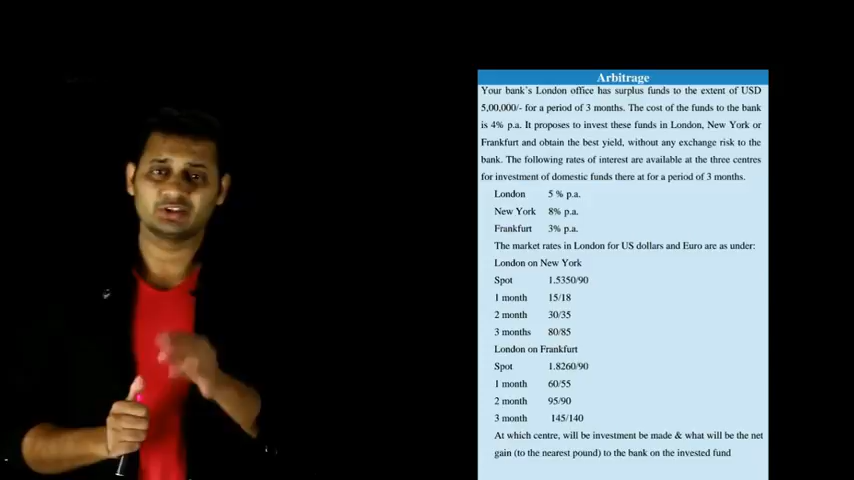 Arbitrage
Your bank's London office has surplus funds to the extent of USD
5,00,000/- for a period of 3 months. The cost of the funds to the bank
is 4% p.a. It proposes to invest these funds in London, New York or
Frankfurt and obtain the best yield, without any exchange risk to the
bank. The following rates of interest are available at the three centres
for investment of domestic funds there at for a period of 3 months.
London 5 % p.a.
New York 8% p.a.
Frankfurt 3% p.a.
The market rates in London for US dollars and Euro are as under:
London on New York
Spot 1.5350/90
1 month 15/18
2 month 30/35
3 months 80/85
London on Frankfurt
Spot 1.8260/90
1 month 60/55
2 month 95/90
3 month 145/140
At which centre, will be investment be made & what will be the net
gain (to the nearest pound) to the bank on the invested fund